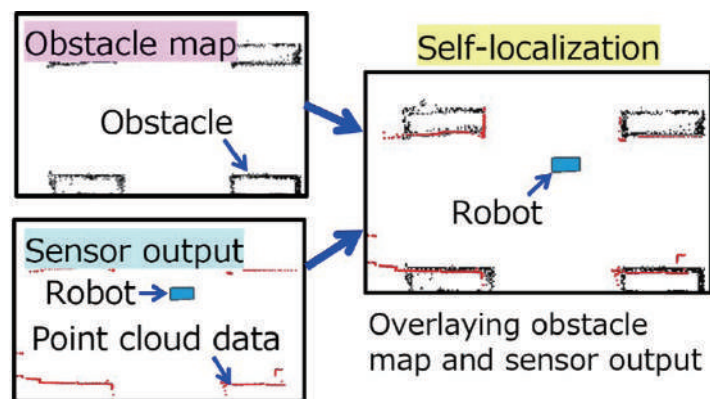 Obstacle map
Obstacle
Sensor output
Robot
Point cloud data
Self-localization
Robot
Overlaying obstacle
map and sensor output